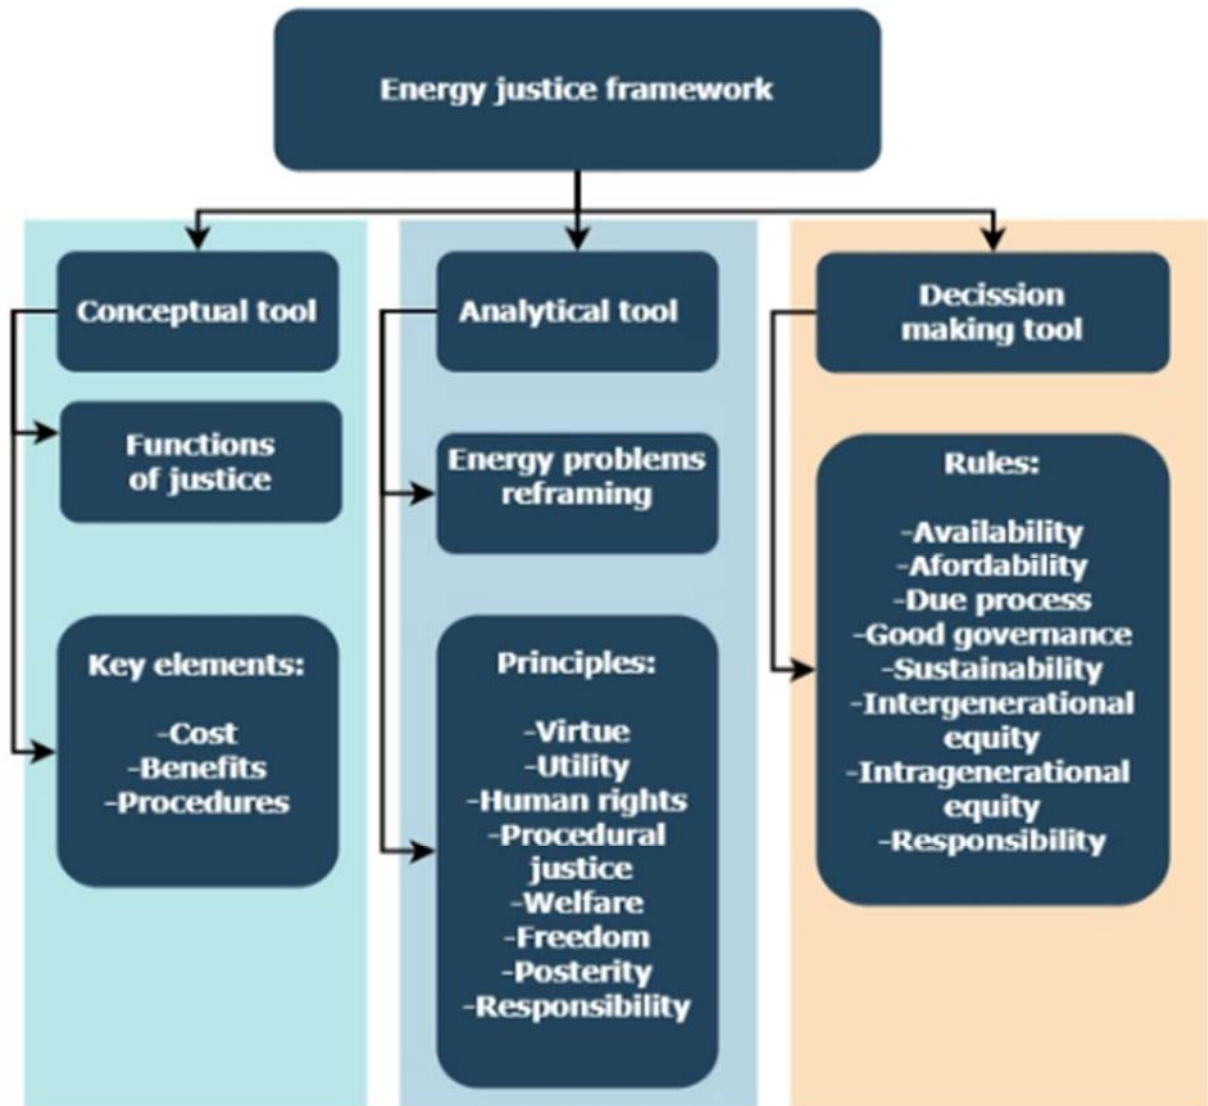 Energy justice framework
Conceptual tool
Functions
of justice
Key elements:
-Cost
-Benefits
-Procedures
Analytical tool
Energy problems
reframing
Principles:
-Virtue
-Utility
-Human rights
-Procedural
justice
-Welfare
-Freedom
-Posterity
-Responsibility
Decission
making tool
Rules:
-Availability
-Afordability
-Due process
-Good governance
-Sustainability
-Intergenerational
equity
-Intragenerational
equity
-Responsibility